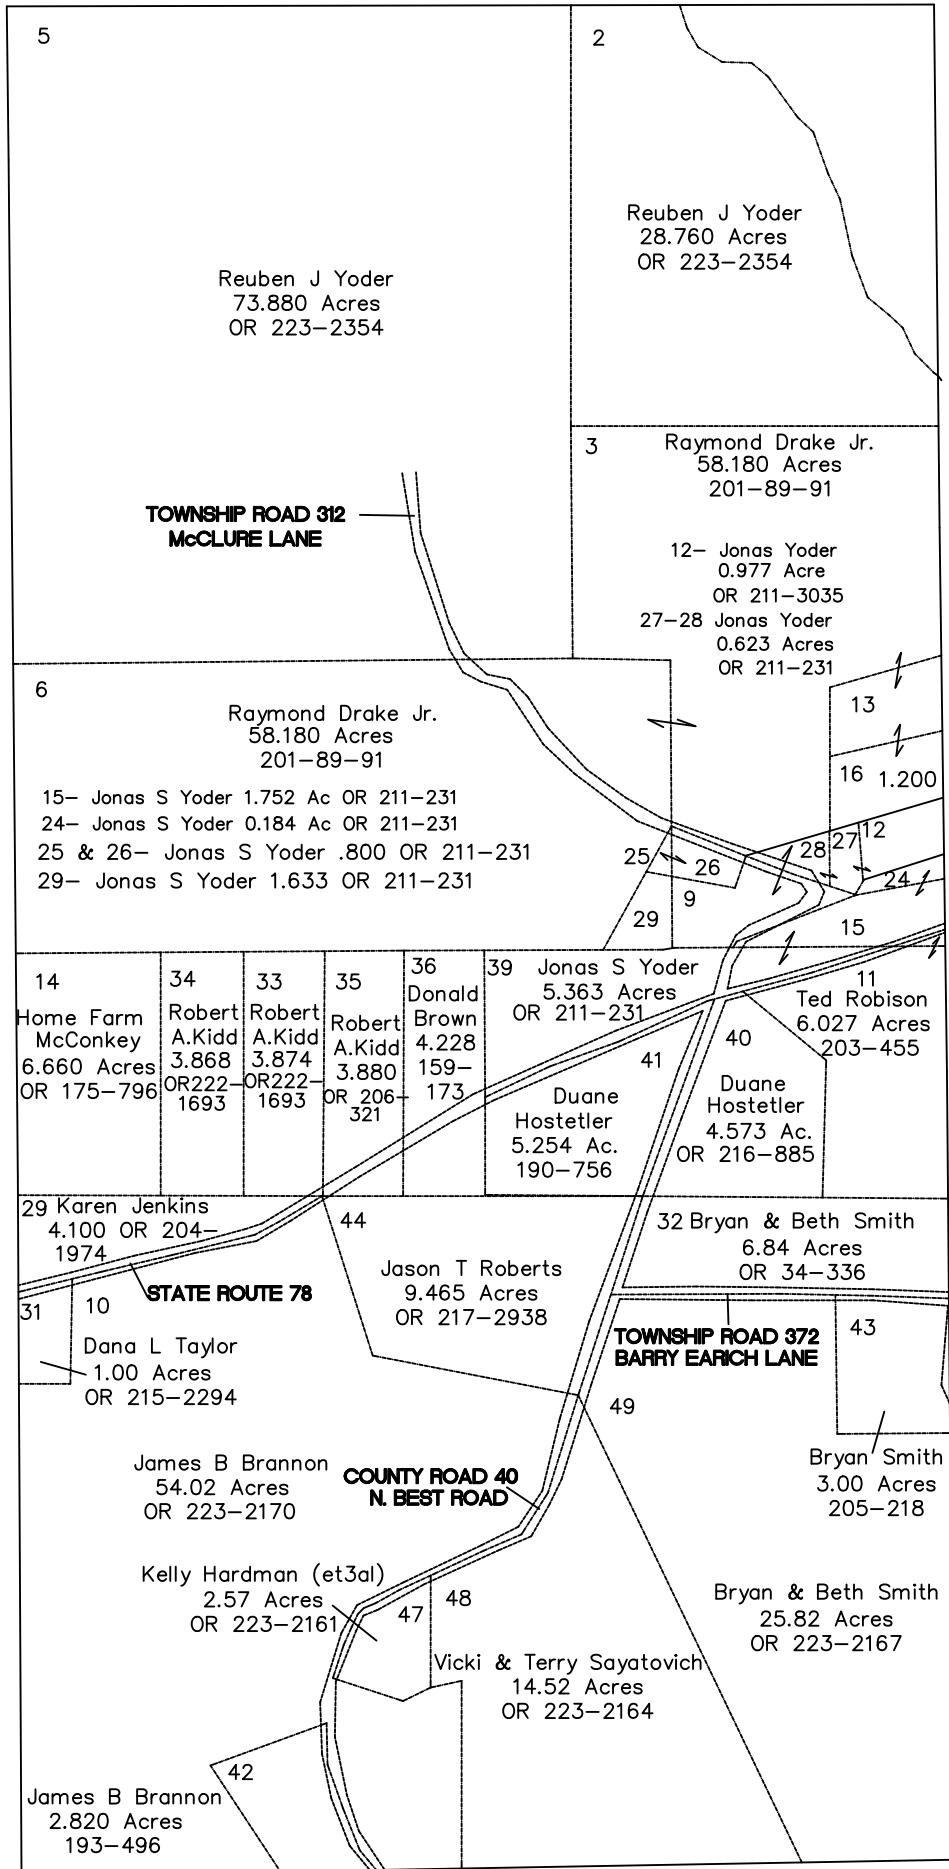 5
2
Reuben J Yoder
28.760 Acres
OR 223-2354
Reuben J Yoder
73.880 Acres
OR 223-2354
3
Raymond Drake Jr.
58.180 Acres
201-89-91
TOWNSHIP ROAD 312
McCLURE LANE
12- Jonas Yoder
0.977 Acre
OR 211-3035
27-28 Jonas Yoder
0.623 Acres
OR 211-231
6
Raymond Drake Jr.
58.180 Acres
201-89-91
13
16 1.200
15- Jonas S Yoder 1.752 Ac OR 211-231
24- Jonas S Yoder 0.184 Ac OR 211-231
25 & 26- Jonas S Yoder .800 OR 211-231
29- Jonas S Yoder 1.633 OR 211-231
25
26
28
27
12
24
9
29
15
14
Home Farm
McConkey
6.660 Acres
OR 175-796
34
Robert
A.Kidd
3.868
OR222-
1693
33
Robert
A.Kidd
3.874
OR222-
1693
35
Robert
A.Kidd
3.880
OR 206-
321
36
Donald
Brown
4.228
159-
173
39
Jonas S Yoder
5.363 Acres
OR 211-231
11
Ted Robison
6.027 Acres
203-455
41
Duane
Hostetler
5.254 Ac.
190-756
40
Duane
Hostetler
4.573 Ac.
OR 216-885
29 Karen Jenkins
4.100 OR 204-
1974
44
Jason T Roberts
9.465 Acres
OR 217-2938
32 Bryan & Beth Smith
6.84 Acres
OR 34-336
31
10
STATE ROUTE 78
Dana L Taylor
1.00 Acres
OR 215-2294
TOWNSHIP ROAD 372
BARRY EARICH LANE
43
49
Bryan Smith
3.00 Acres
205-218
James B Brannon
54.02 Acres
OR 223-2170
COUNTY ROAD 40
N. BEST ROAD
Kelly Hardman (et3al)
2.57 Acres
OR 223-2161
47
48
Bryan & Beth Smith
25.82 Acres
OR 223-2167
Vicki & Terry Sayatovich
14.52 Acres
OR 223-2164
42
James B Brannon
2.820 Acres
193-496